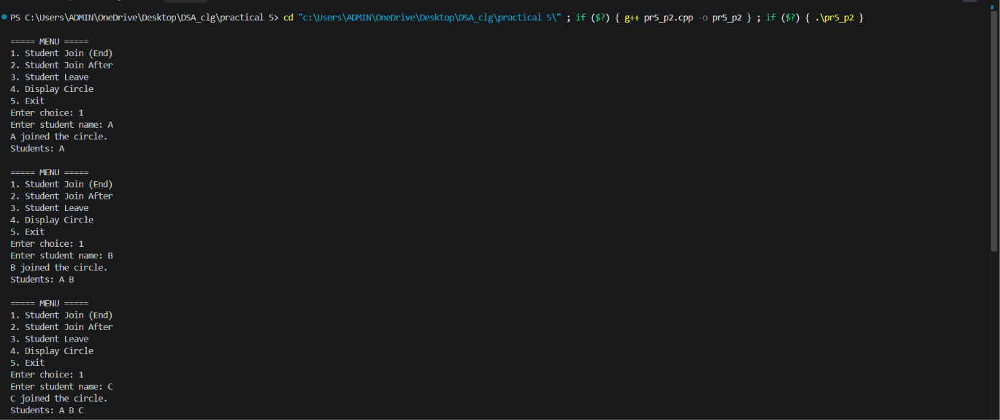 PS C:\Users\ADMIN\OneDrive\Desktop\DSA_clg\practical 5> cd "c:\Users\ADMIN\OneDrive\Desktop\DSA_clg\practical 5\" ; if ($?) { g++ pr5_p2.cpp -o pr5_p2 } ; if ($?) { .\pr5_p2 }
===== MENU =====
1. Student Join (End)
2. Student Join After
3. Student Leave
4. Display Circle
5. Exit
Enter choice: 1
Enter student name: A
A joined the circle.
Students: A
===== MENU =====
1. Student Join (End)
2. Student Join After
3. Student Leave
4. Display Circle
5. Exit
Enter choice: 1
Enter student name: B
B joined the circle.
Students: A B
===== MENU =====
1. Student Join (End)
2. Student Join After
3. Student Leave
4. Display Circle
5. Exit
Enter choice: 1
Enter student name: C
C joined the circle.
Students: A B C